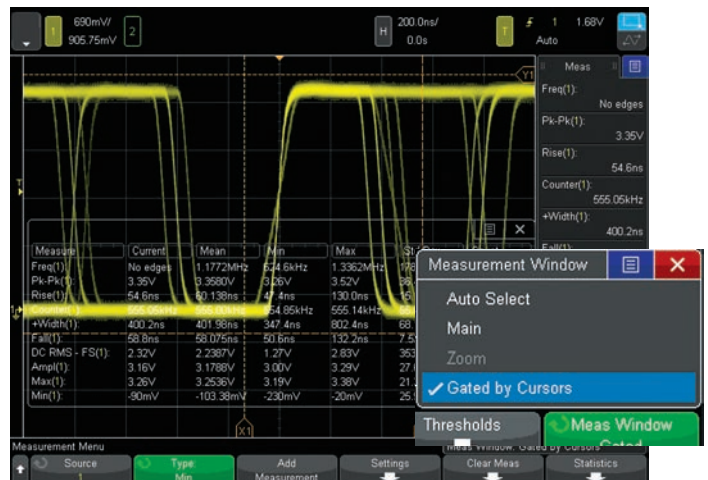 690mV/
1
905.75mV
2
H
200.0ns/
0.0s
T
1
1.68V
Auto
Y1
Meas
Freq(1):
No edges
Pk-Pk(1):
3.35V
Rise(1):
54.6ns
Counter(1):
555.05kHz
+Width(1):
400.2ns
T
Measure Current Mean Min Max
Freq(1): No edges 1.1772MHz 624.6kHz 1.3362MHz
Pk-Pk(1): 3.35V 3.3580V 3.26V 3.52V
Rise(1): 54.6ns 60.138ns 47.4ns 130.0ns
554.85kHz 555.14kHz
+Width(1): 400.2ns 401.98ns 347.4ns 802.4ns
Fall(1): 58.8ns 58.075ns 50.6ns 132.2ns
DC RMS - FS(1): 2.32V 2.2387V 1.27V 2.83V
Ampl(1): 3.16V 3.1788V 3.00V 3.29V
Max(1): 3.26V 3.2536V 3.19V 3.38V
Min(1): -90mV -103.38mV -230mV -20mV
X1
Measurement Window
Auto Select
Main
Zoom
Gated by Cursors
Thresholds
Meas Window
Gated
Measurement Menu
Meas Window: Gated by Cursors
Source
1
Type:
Min
Add
Measurement
Settings
Clear Meas
Statistics